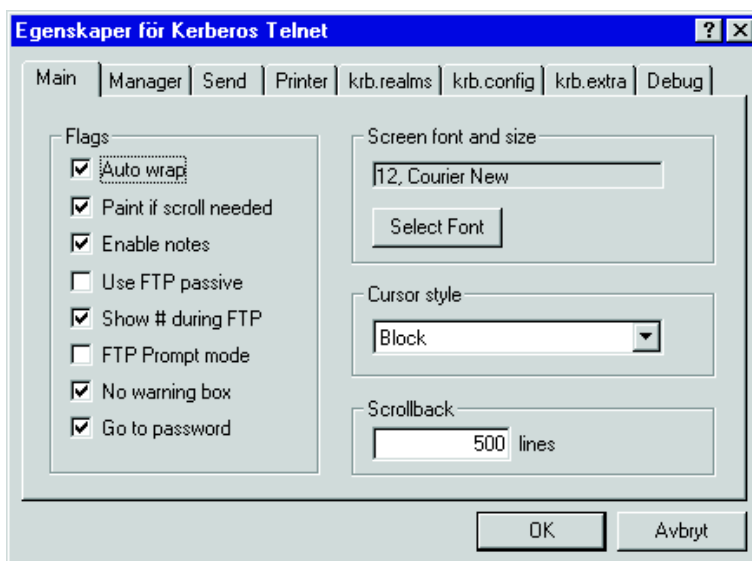 Egenskaper för Kerberos Telnet
Main Manager Send Printer krb.realms krb.config krb.extra Debug
Flags
Auto wrap
Paint if scroll needed
Enable notes
Use FTP passive
Show # during FTP
FTP Prompt mode
No warning box
Go to password
Screen font and size
12, Courier New
Select Font
Cursor style
Block
Scrollback
500 lines
OK Avbryt